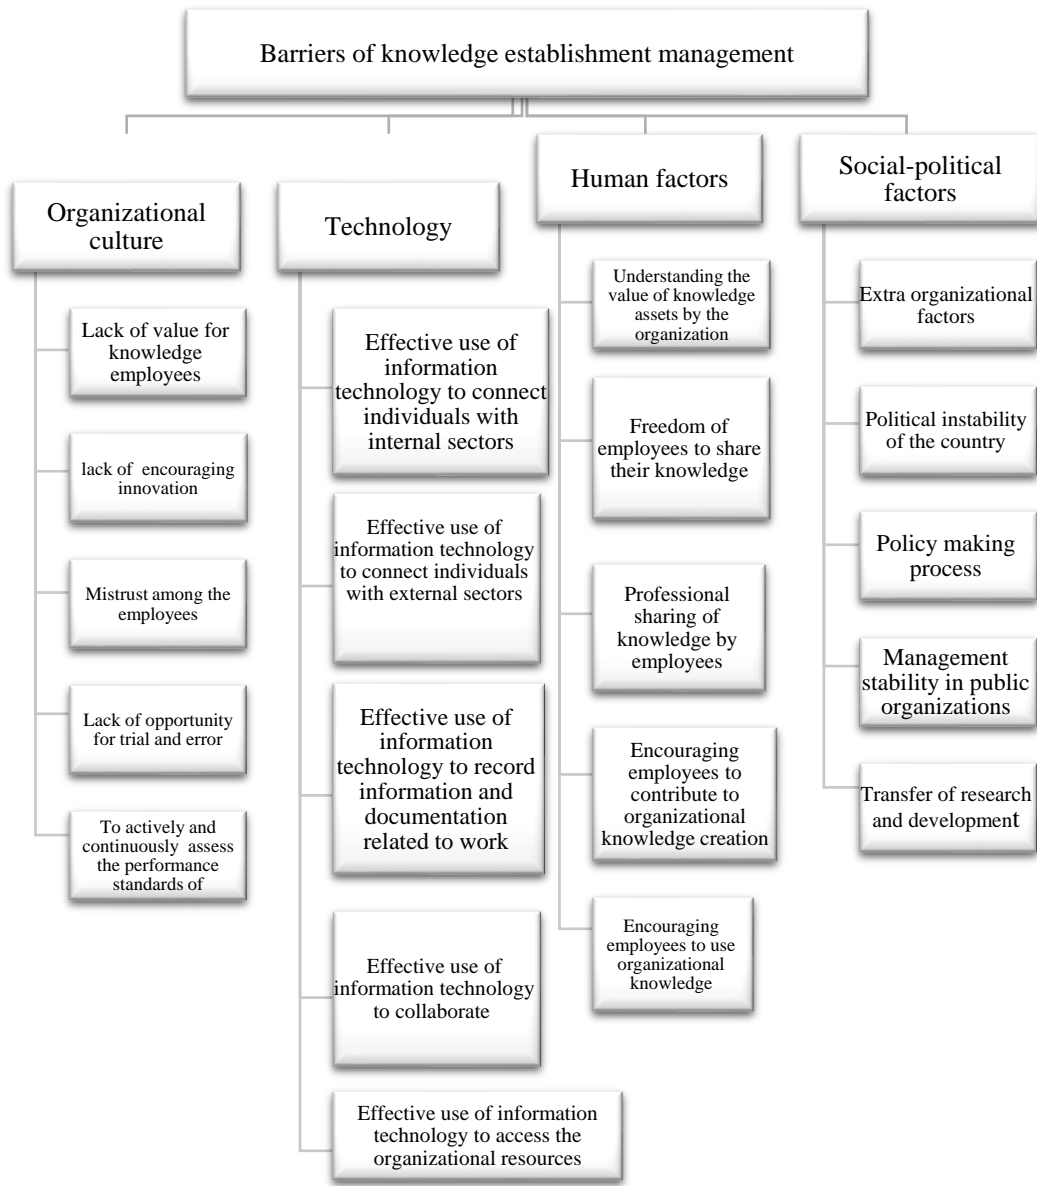 Barriers of knowledge establishment management
Organizational
culture
Lack of value for
knowledge
employees
lack of encouraging
innovation
Mistrust among the
employees
Lack of opportunity
for trial and error
To actively and
continuously assess
the performance
standards of
Technology
Effective use of
information
technology to connect
individuals with
internal sectors
Effective use of
information technology
to connect individuals
with external sectors
Effective use of
information
technology to record
information and
documentation
related to work
Effective use of
information technology
to collaborate
Effective use of information
technology to access the
organizational resources
Human factors
Understanding the
value of knowledge
assets by the
organization
Freedom of
employees to share
their knowledge
Professional
sharing of
knowledge by
employees
Encouraging
employees to
contribute to
organizational
knowledge creation
Encouraging
employees to use
organizational
knowledge
Social-political
factors
Extra organizational
factors
Political instability
of the country
Policy making
process
Management
stability in public
organizations
Transfer of research
and development